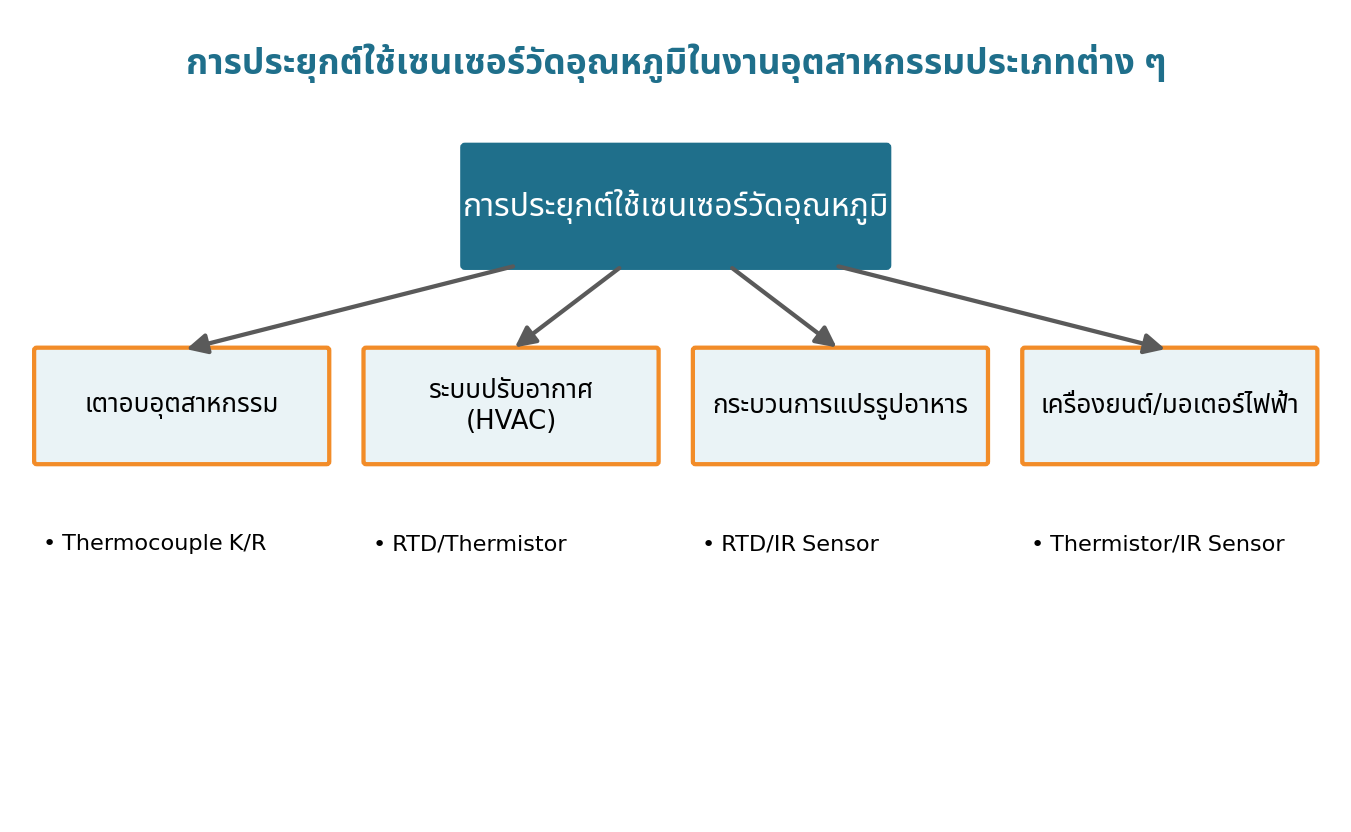 การประยุกต์ใช้เซนเซอร์วัดอุณหภูมิในงานอุตสาหกรรมประเภทต่าง ๆ
การประยุกต์ใช้เซนเซอร์วัดอุณหภูมิ
เตาอบอุตสาหกรรม
ระบบปรับอากาศ
(HVAC)
กระบวนการแปรรูปอาหาร
เครื่องยนต์/มอเตอร์ไฟฟ้า
• Thermocouple K/R
• RTD/Thermistor
• RTD/IR Sensor
• Thermistor/IR Sensor